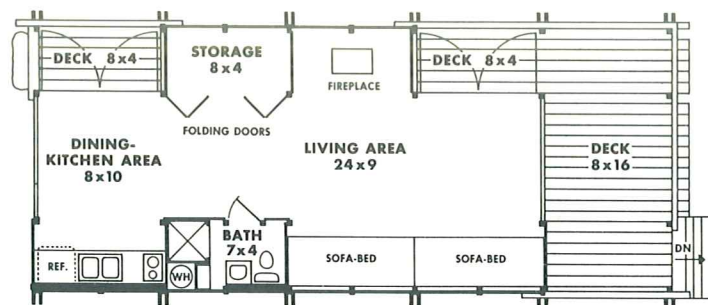 DECK 8x4
STORAGE
8x4
FIREPLACE
DECK 8x4
FOLDING DOORS
DINING-
KITCHEN AREA
8x10
LIVING AREA
24x9
DECK
8x16
BATH
7x4
REF.
WH
SOFA-BED
SOFA-BED
DN